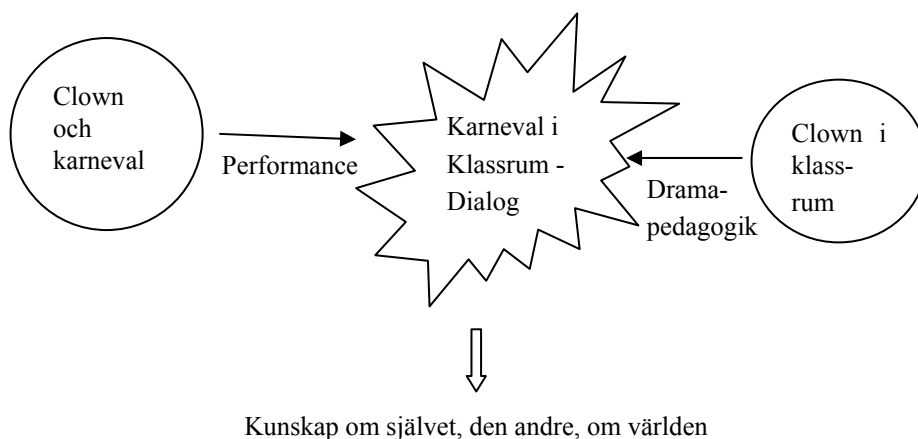 Clown
och
karneval
Performance
Karneval i
Klassrum -
Dialog
Drama-
pedagogik
Clown i
klass-
rum
Kunskap om självet, den andre, om världen